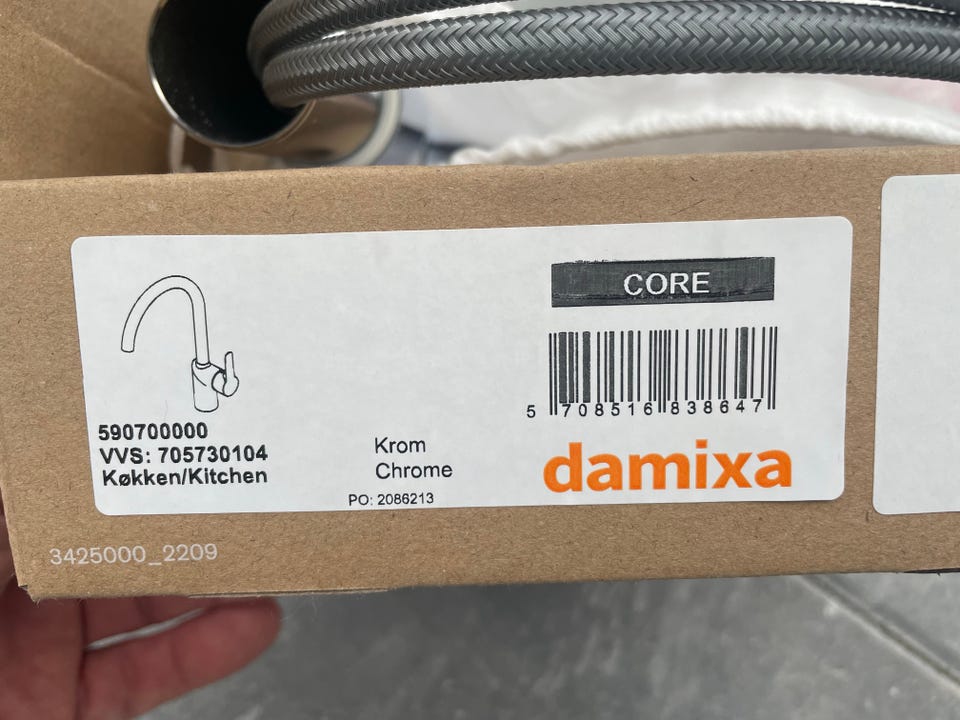 CORE
5 708516 838647
590700000
VVS: 705730104
Køkken/Kitchen
Krom
Chrome
PO: 2086213
damixa
3425000_2209